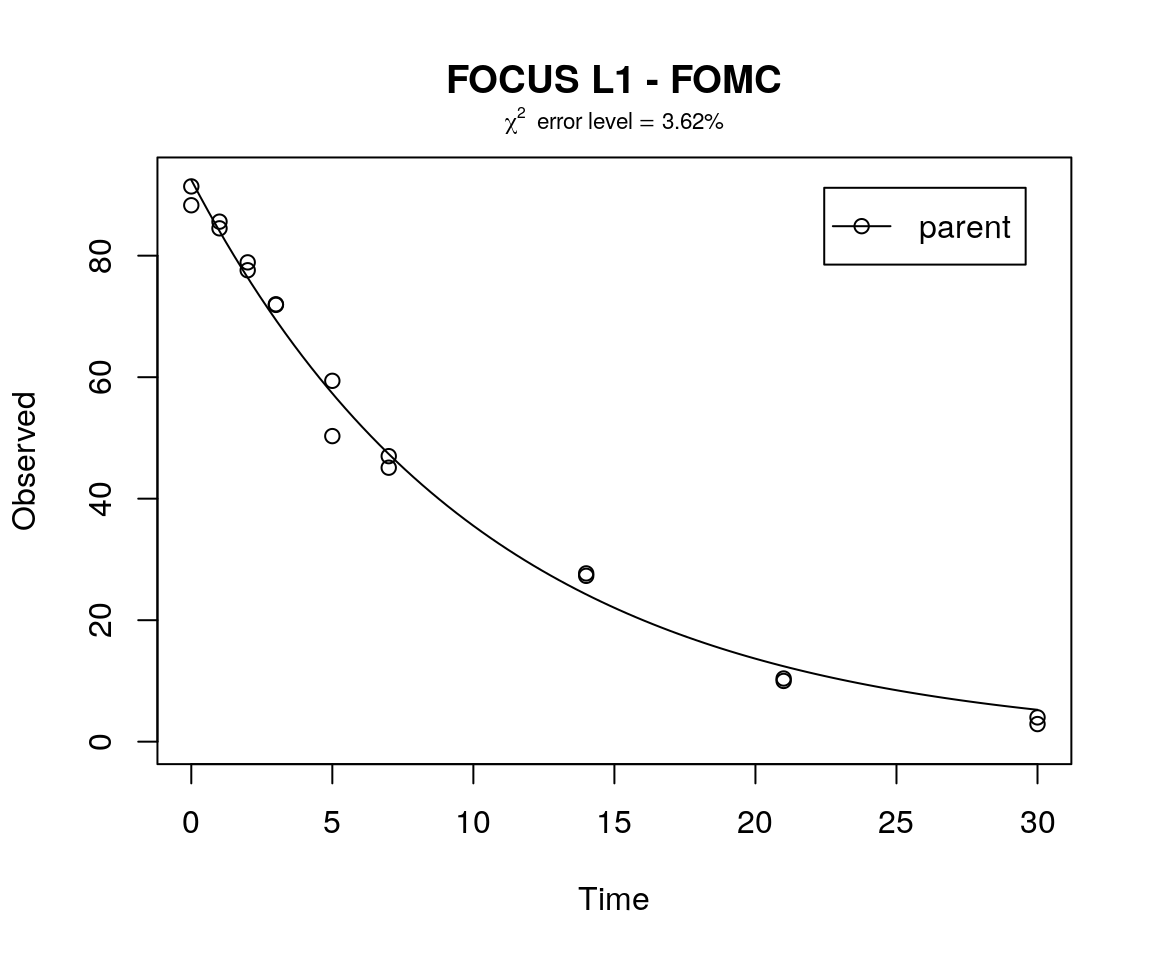 FOCUS L1 - FOMC
χ² error level = 3.62%
parent
Observed
80
60
40
20
0
0 5 10 15 20 25 30
Time